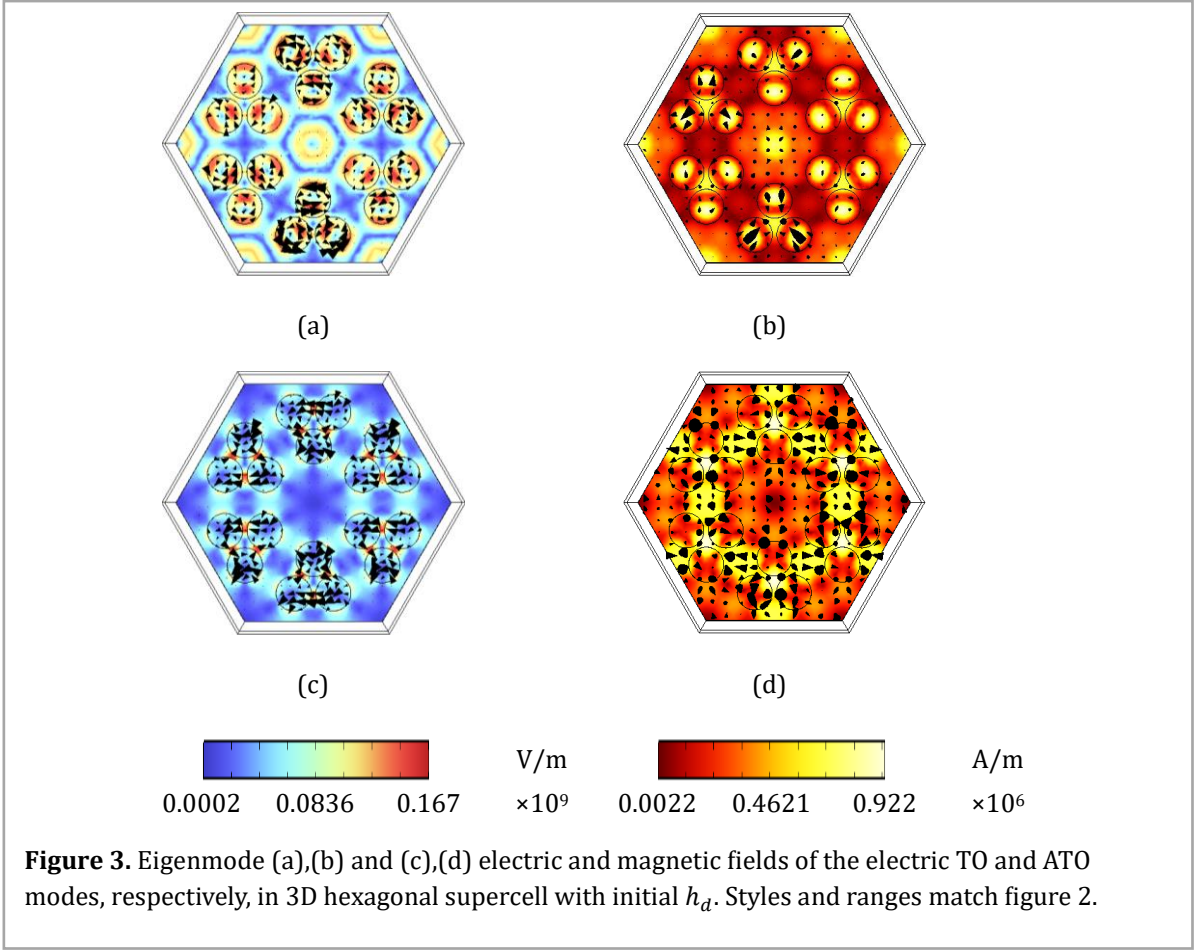 (a)
(b)
(c)
(d)
V/m
A/m
0.0002 0.0836 0.167 ×10⁹ 0.0022 0.4621 0.922 ×10⁶
Figure 3. Eigenmode (a),(b) and (c),(d) electric and magnetic fields of the electric TO and ATO
modes, respectively, in 3D hexagonal supercell with initial h_d. Styles and ranges match figure 2.